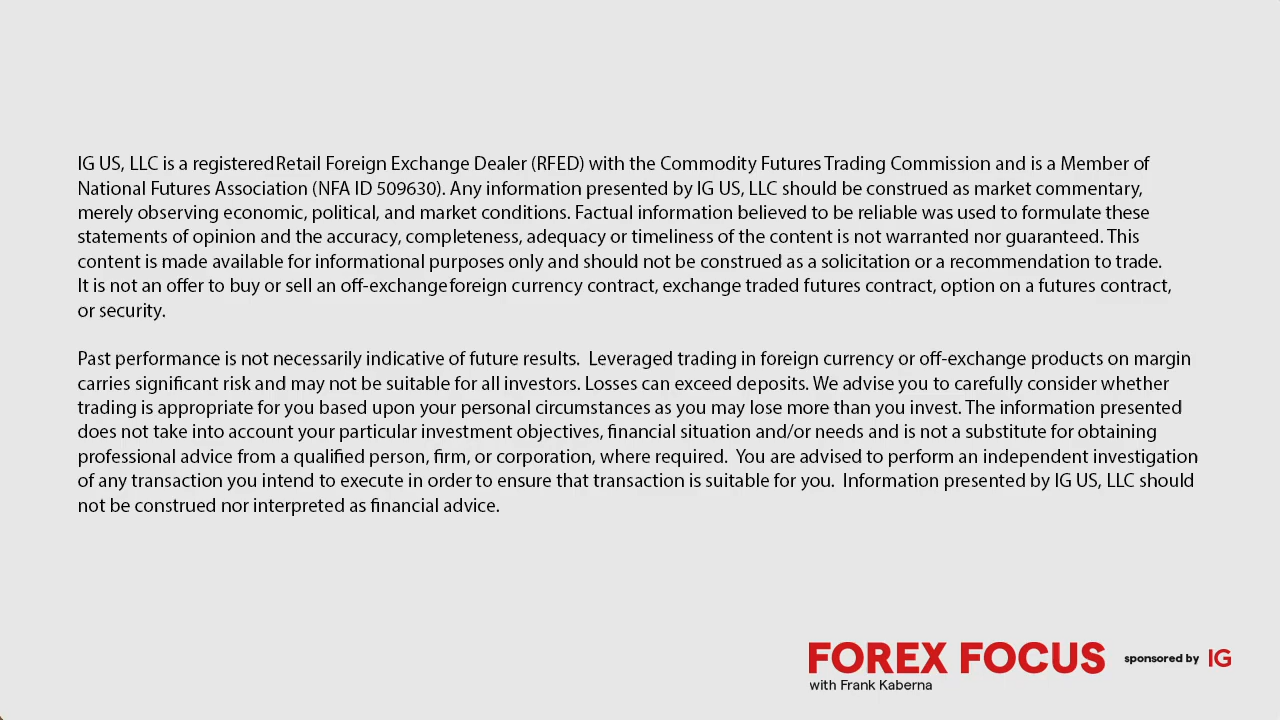 IG US, LLC is a registered Retail Foreign Exchange Dealer (RFED) with the Commodity Futures Trading Commission and is a Member of
National Futures Association (NFA ID 509630). Any information presented by IG US, LLC should be construed as market commentary,
merely observing economic, political, and market conditions. Factual information believed to be reliable was used to formulate these
statements of opinion and the accuracy, completeness, adequacy or timeliness of the content is not warranted nor guaranteed. This
content is made available for informational purposes only and should not be construed as a solicitation or a recommendation to trade.
It is not an offer to buy or sell an off-exchange foreign currency contract, exchange traded futures contract, option on a futures contract,
or security.
Past performance is not necessarily indicative of future results.  Leveraged trading in foreign currency or off-exchange products on margin
carries significant risk and may not be suitable for all investors. Losses can exceed deposits. We advise you to carefully consider whether
trading is appropriate for you based upon your personal circumstances as you may lose more than you invest. The information presented
does not take into account your particular investment objectives, financial situation and/or needs and is not a substitute for obtaining
professional advice from a qualified person, firm, or corporation, where required.  You are advised to perform an independent investigation
of any transaction you intend to execute in order to ensure that transaction is suitable for you.  Information presented by IG US, LLC should
not be construed nor interpreted as financial advice.
FOREX FOCUS sponsored by IG
with Frank Kaberna